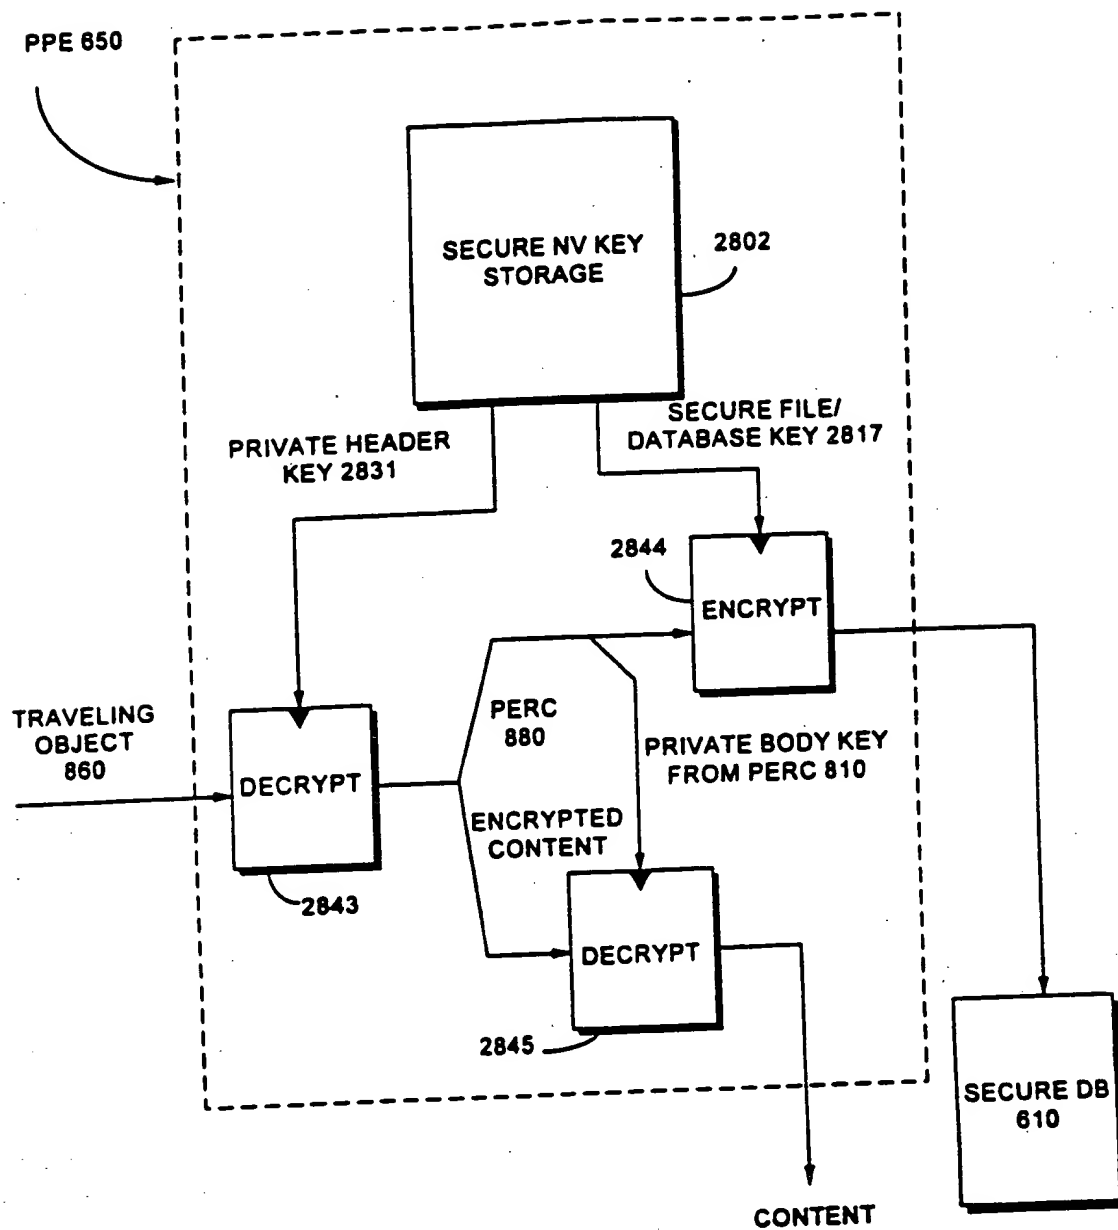 PPE 650
SECURE NV KEY
STORAGE
2802
PRIVATE HEADER
KEY 2831
SECURE FILE/
DATABASE KEY 2817
2844
ENCRYPT
TRAVELING
OBJECT
860
DECRYPT
2843
PERC
880
PRIVATE BODY KEY
FROM PERC 810
ENCRYPTED
CONTENT
DECRYPT
2845
SECURE DB
610
CONTENT